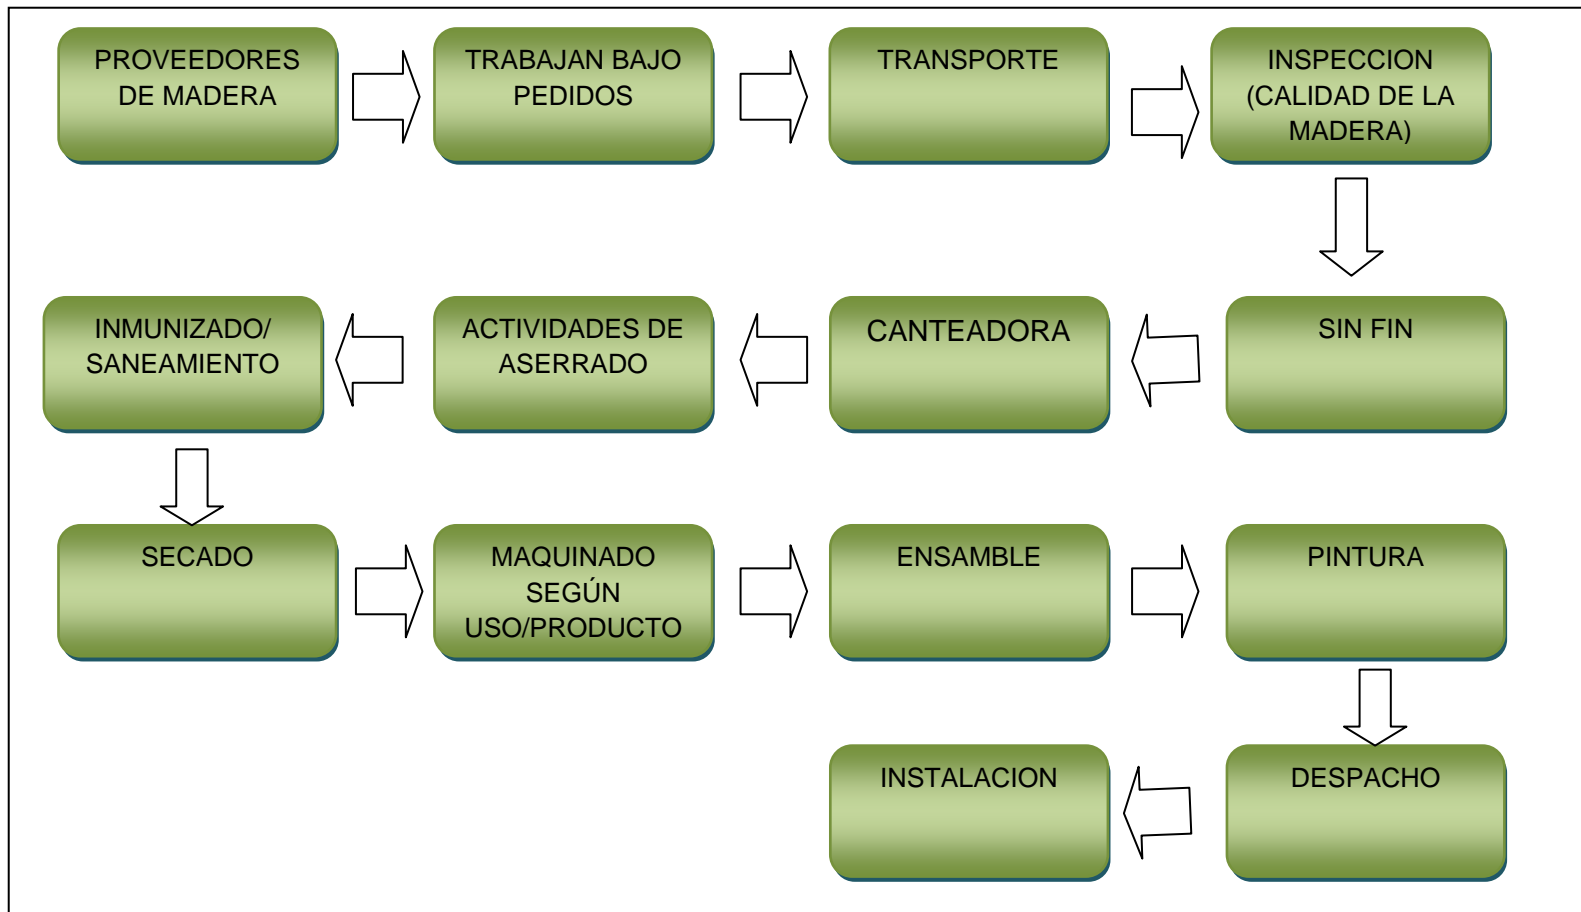 PROVEEDORES
DE MADERA
TRABAJAN BAJO
PEDIDOS
TRANSPORTE
INSPECCION
(CALIDAD DE LA
MADERA)
SIN FIN
CANTEADORA
ACTIVIDADES DE
ASERRADO
INMUNIZADO/
SANEAMIENTO
SECADO
MAQUINADO
SEGÚN
USO/PRODUCTO
ENSAMBLE
PINTURA
DESPACHO
INSTALACION